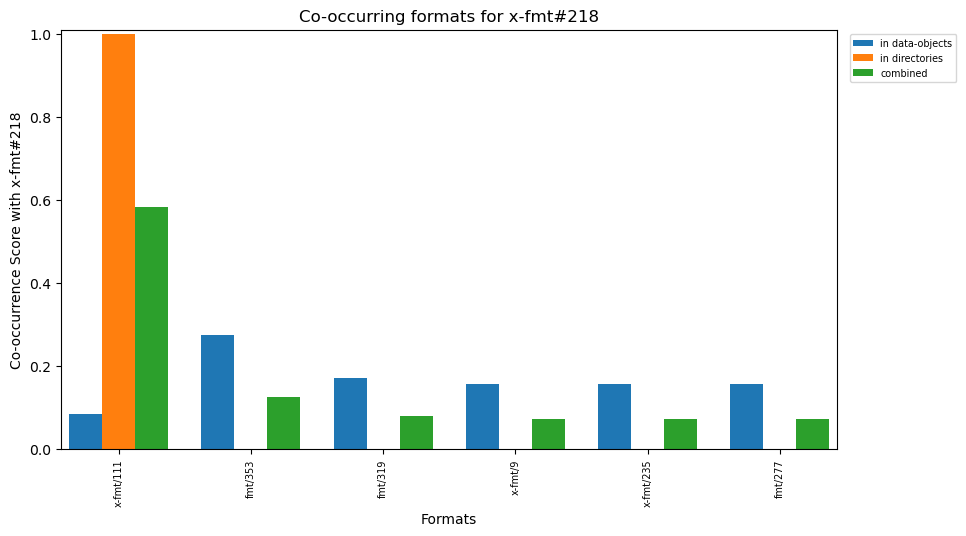 Co-occurring formats for x-fmt#218
Co-occurrence Score with x-fmt#218
1.0
0.8
0.6
0.4
0.2
0.0
x-fmt/111
fmt/353
fmt/319
x-fmt/9
x-fmt/235
fmt/277
Formats
in data-objects
in directories
combined